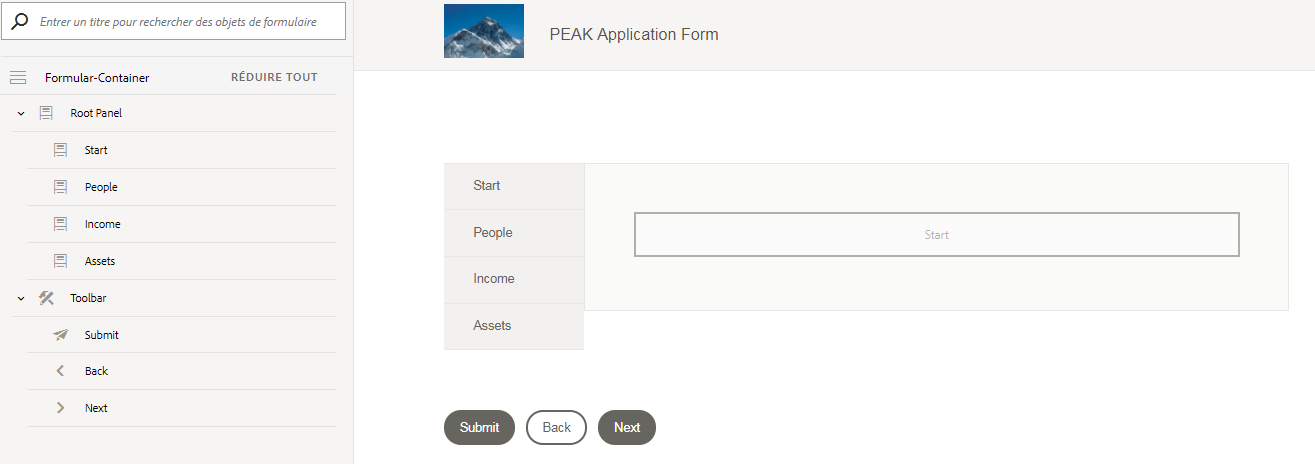 Entrer un titre pour rechercher des objets de formulaire
Formular-Container RÉDUIRE TOUT
Root Panel
Start
People
Income
Assets
Toolbar
Submit
Back
Next
PEAK Application Form
Start
People
Income
Assets
Start
Submit Back Next